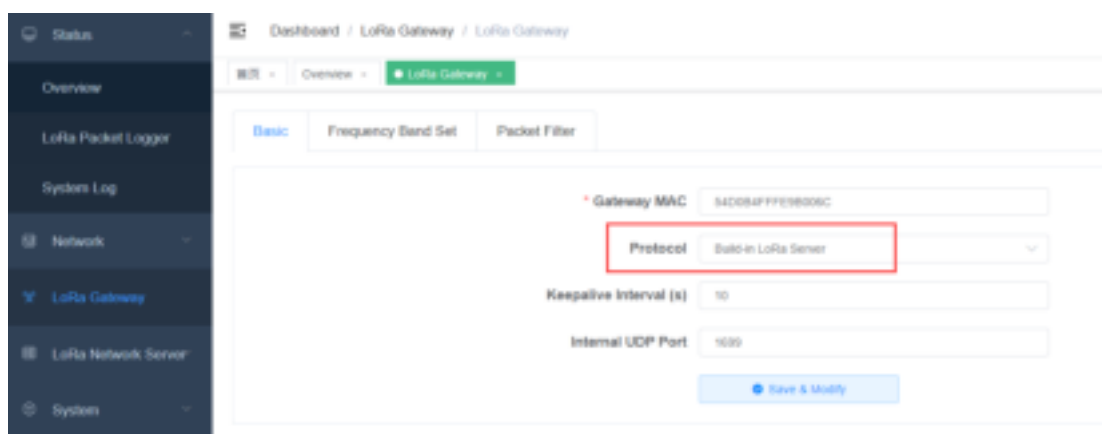 Status
Dashboard / LoRa Gateway / LoRa Gateway
首页 × Overview × LoRa Gateway ×
Overview
LoRa Packet Logger
System Log
Network
LoRa Gateway
LoRa Network Server
System
Basic Frequency Band Set Packet Filter
* Gateway MAC
Protocol Build-in LoRa Server
Keepalive Interval (s) 10
Internal UDP Port
Save & Modify